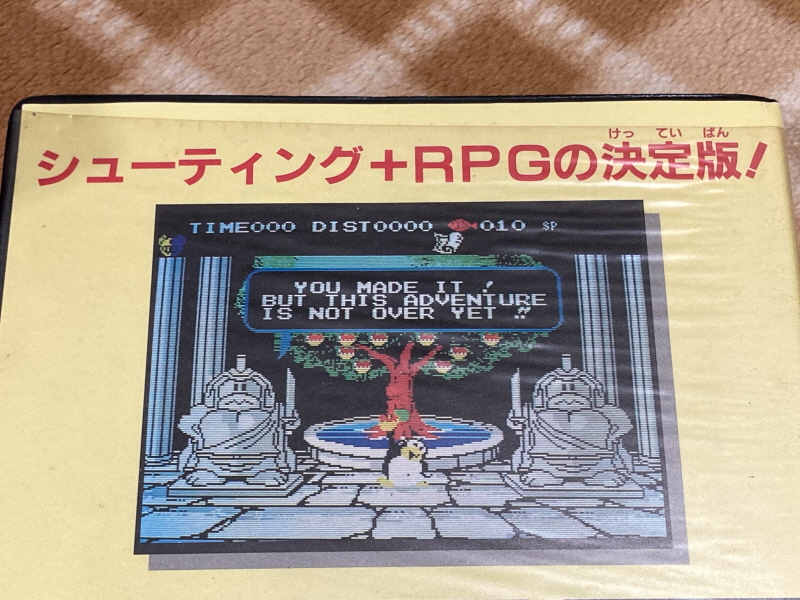 けっ てい ばん
シューティング+RPGの決定版!
TIME000 DIST0000 010 SP
YOU MADE IT !
BUT THIS ADVENTURE
IS NOT OVER YET !!